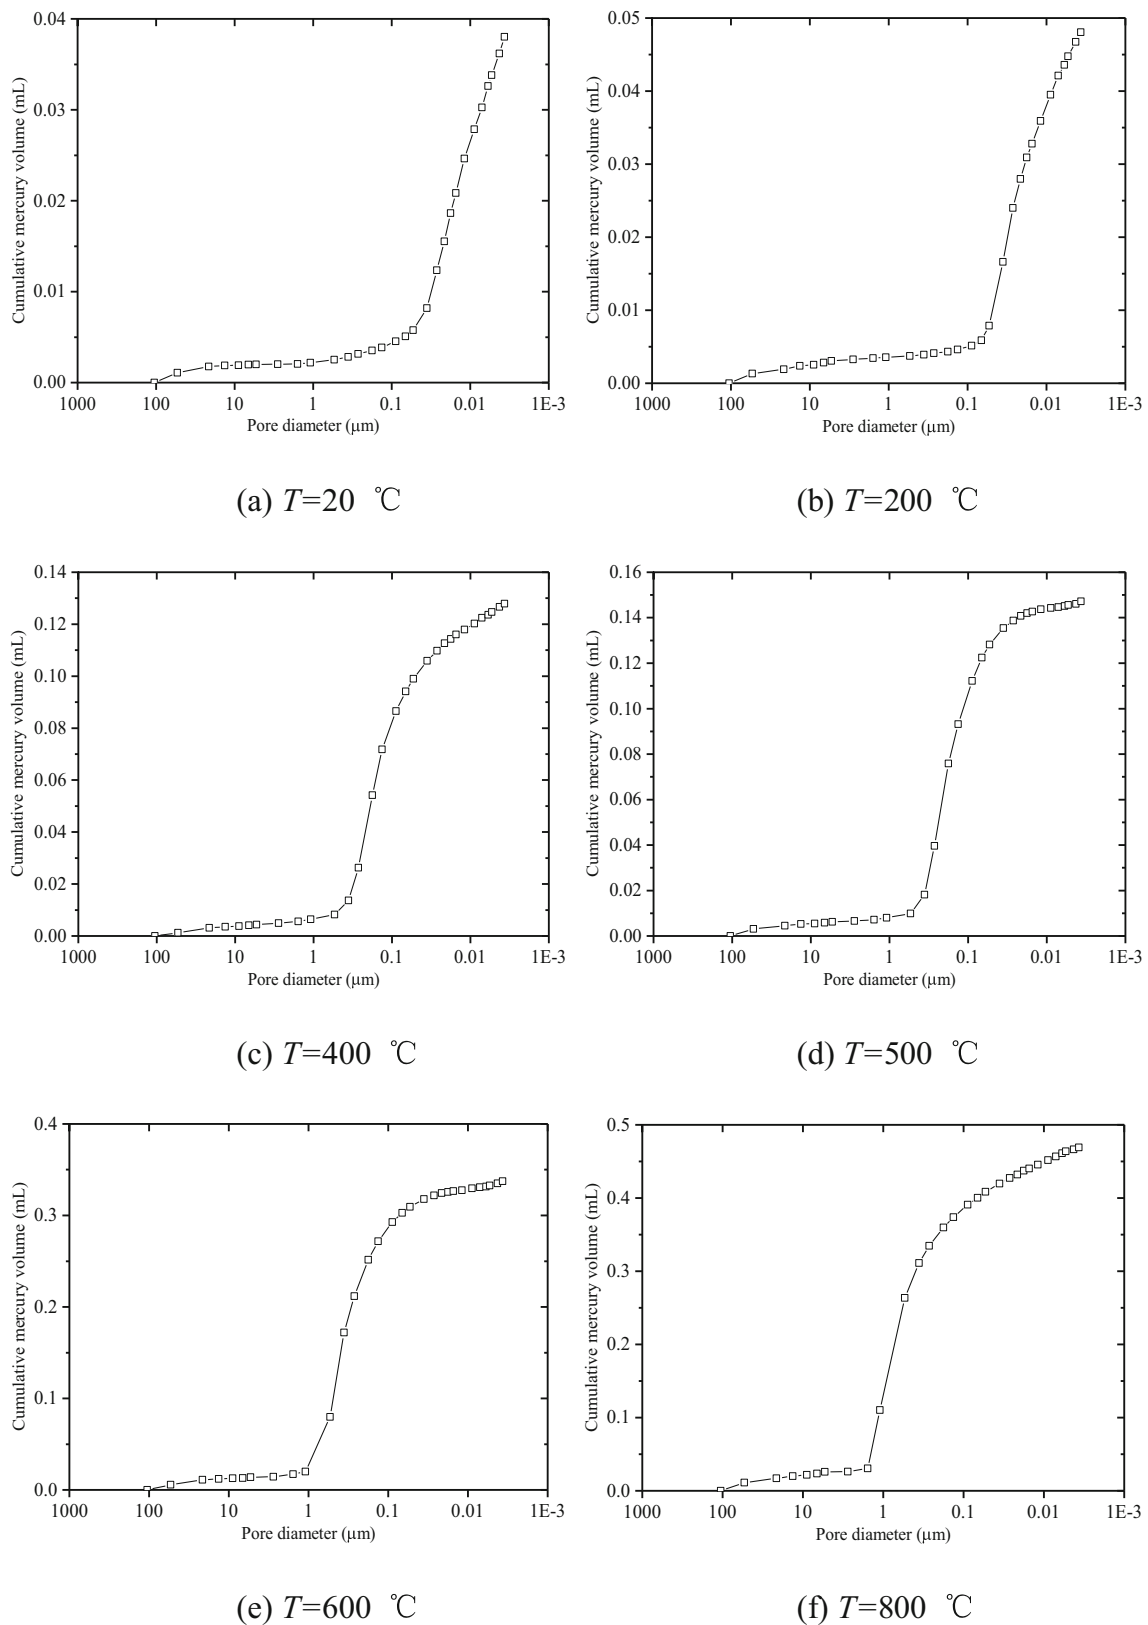 0.04
0.03
0.02
0.01
0.00
Cumulative mercury volume (mL)
1000 100 10 1 0.1 0.01 1E-3
Pore diameter (μm)
(a) T=20 ℃
0.05
0.04
0.03
0.02
0.01
0.00
Cumulative mercury volume (mL)
1000 100 10 1 0.1 0.01 1E-3
Pore diameter (μm)
(b) T=200 ℃
0.14
0.12
0.10
0.08
0.06
0.04
0.02
0.00
Cumulative mercury volume (mL)
1000 100 10 1 0.1 0.01 1E-3
Pore diameter (μm)
(c) T=400 ℃
0.16
0.14
0.12
0.10
0.08
0.06
0.04
0.02
0.00
Cumulative mercury volume (mL)
1000 100 10 1 0.1 0.01 1E-3
Pore diameter (μm)
(d) T=500 ℃
0.4
0.3
0.2
0.1
0.0
Cumulative mercury volume (mL)
1000 100 10 1 0.1 0.01 1E-3
Pore diameter (μm)
(e) T=600 ℃
0.5
0.4
0.3
0.2
0.1
0.0
Cumulative mercury volume (mL)
1000 100 10 1 0.1 0.01 1E-3
Pore diameter (μm)
(f) T=800 ℃